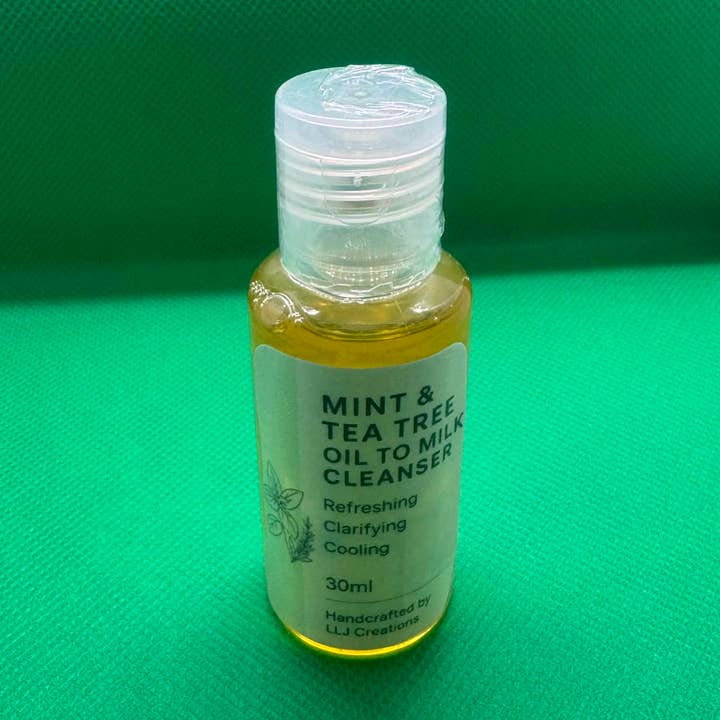 MINT &
TEA TREE
OIL TO MILK
CLEANSER
Refreshing
Clarifying
Cooling
30ml
Handcrafted by
LLJ Creations